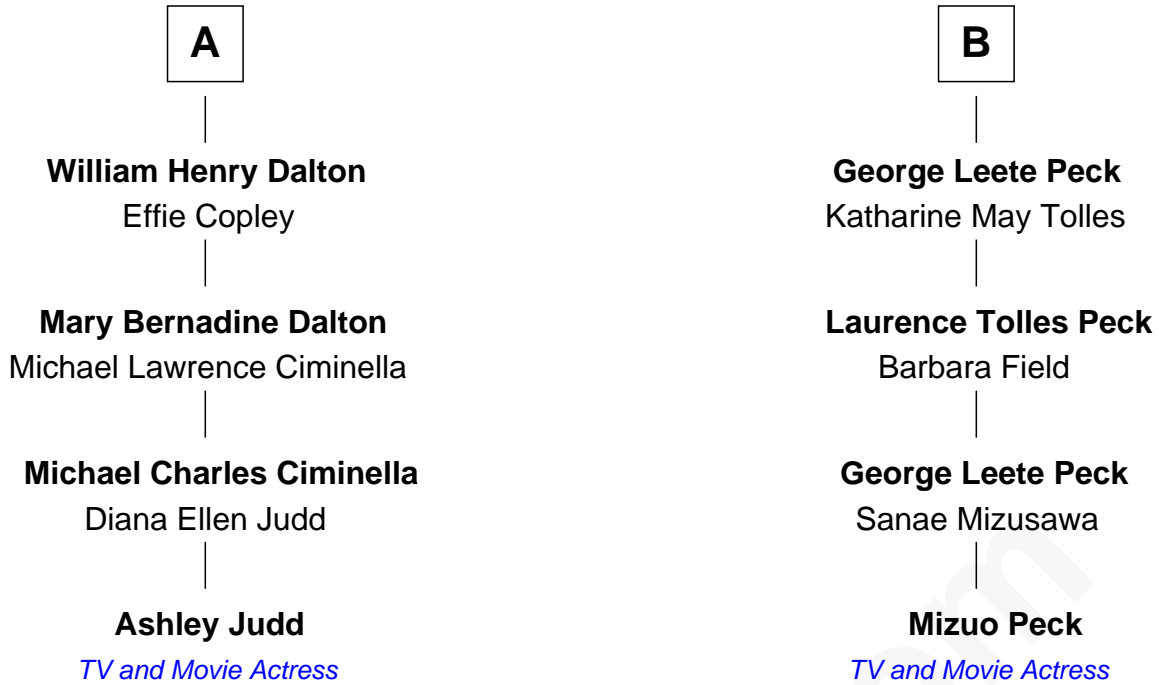 A
William Henry Dalton
Effie Copley
Mary Bernadine Dalton
Michael Lawrence Ciminella
Michael Charles Ciminella
Diana Ellen Judd
Ashley Judd
TV and Movie Actress
B
George Leete Peck
Katharine May Tolles
Laurence Tolles Peck
Barbara Field
George Leete Peck
Sanae Mizusawa
Mizuo Peck
TV and Movie Actress